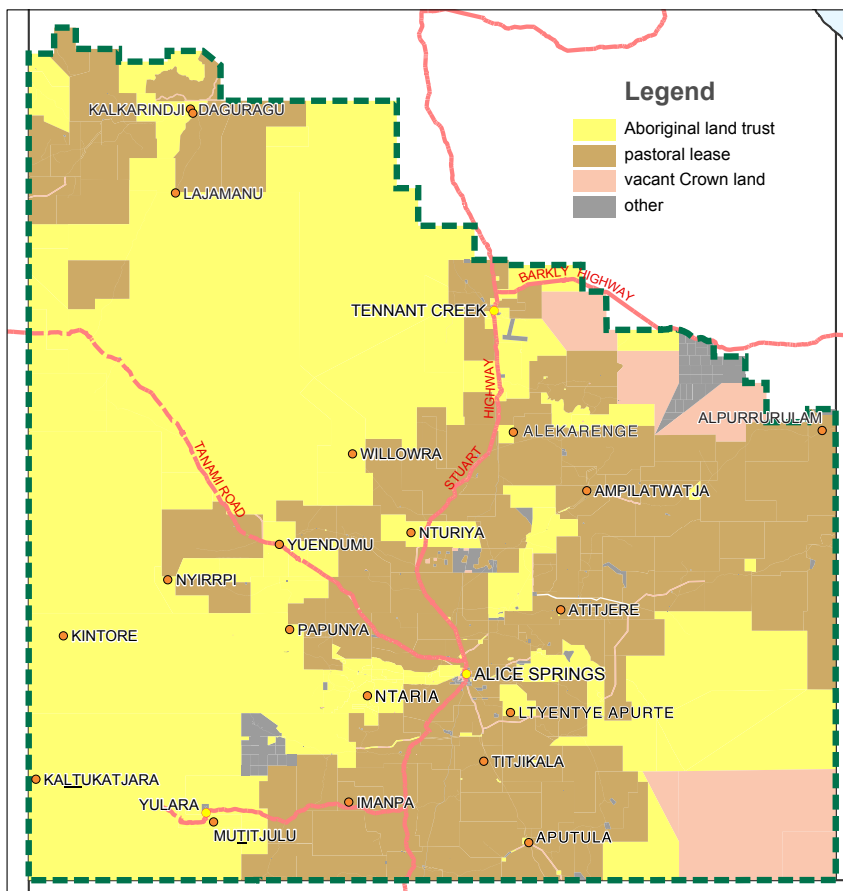 Legend
Aboriginal land trust
pastoral lease
vacant Crown land
other
KALKARINDJI
DAGURAGU
LAJAMANU
BARKLY HIGHWAY
TENNANT CREEK
STUART HIGHWAY
ALPURRURULAM
ALEKARENGE
WILLOWRA
TANAMI ROAD
AMPILATWATJA
NTURIYA
YUENDUMU
NYIRRPI
ATITJERE
PAPUNYA
KINTORE
ALICE SPRINGS
NTARIA
LTYENTYE APURTE
TITJIKALA
KALṮUKATJARA
YULARA
IMANPA
MUṮITJULU
APUTULA